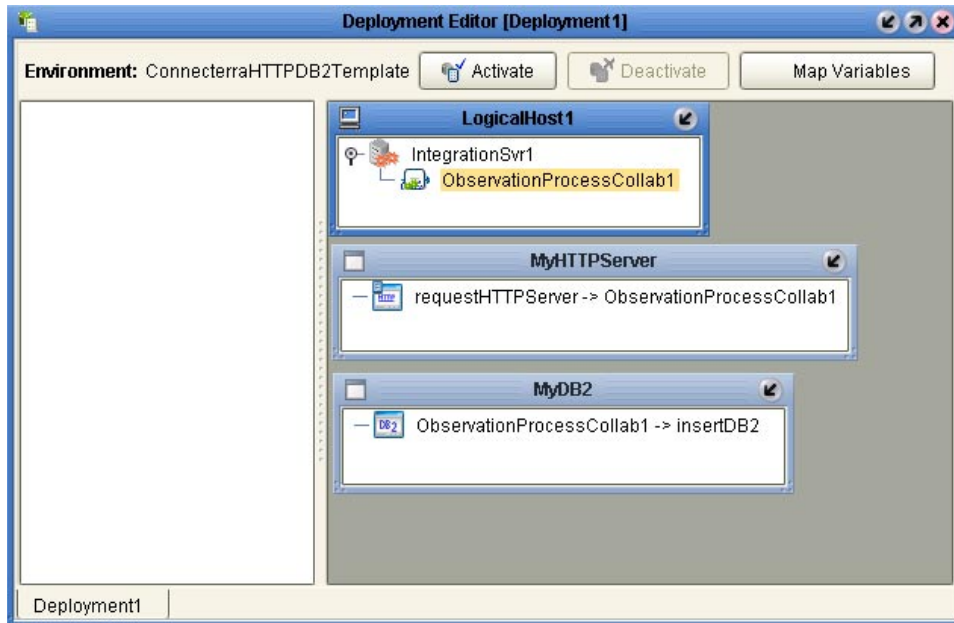 Deployment Editor [Deployment1]
Environment: ConnecterraHTTPDB2Template
Activate
Deactivate
Map Variables
LogicalHost1
IntegrationSvr1
ObservationProcessCollab1
MyHTTPServer
requestHTTPServer -> ObservationProcessCollab1
MyDB2
DB2
ObservationProcessCollab1 -> insertDB2
Deployment1